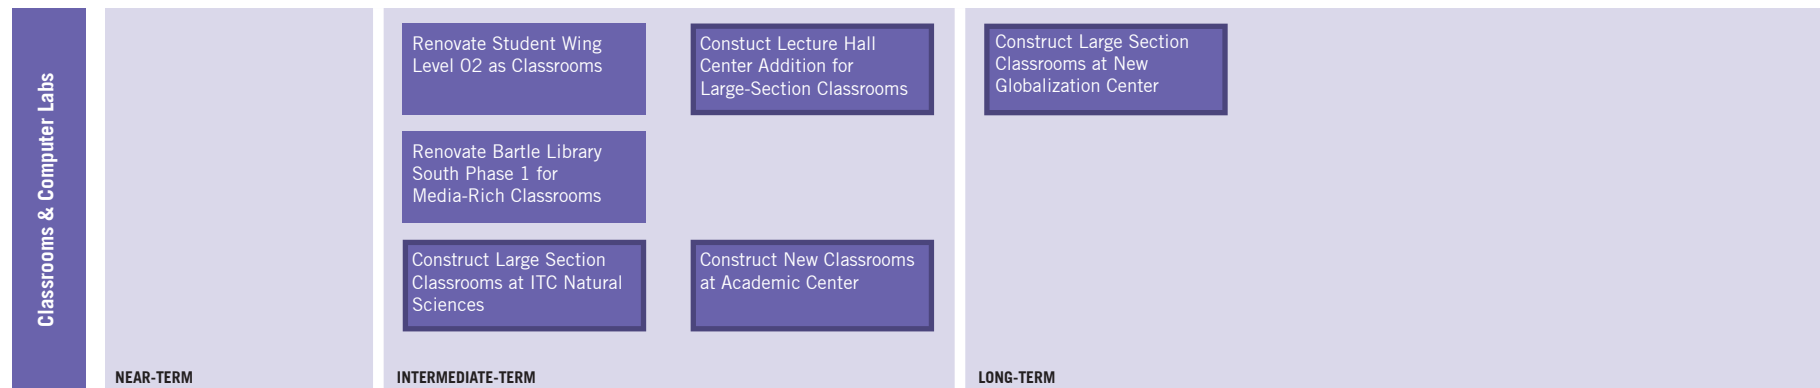 Classrooms & Computer Labs
NEAR-TERM
Renovate Student Wing
Level 02 as Classrooms
Constuct Lecture Hall
Center Addition for
Large-Section Classrooms
Renovate Bartle Library
South Phase 1 for
Media-Rich Classrooms
Construct Large Section
Classrooms at ITC Natural
Sciences
Construct New Classrooms
at Academic Center
INTERMEDIATE-TERM
Construct Large Section
Classrooms at New
Globalization Center
LONG-TERM